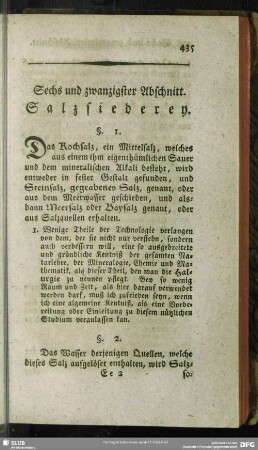 435
Sechs und zwanzigster Abschnitt.
Salzsiederey.
§. 1.
Das Kochsalz, ein Mittelsalz, welches
aus einem ihm eigenthümlichen Sauer
und dem mineralischen Alkali besteht, wird
entweder in fester Gestalt gefunden, und
Steinsalz, gegrabenes Salz, genant, oder
aus dem Meerwasser geschieden, und als-
dann Meersalz oder Baysalz genant, oder
aus Salzquellen erhalten.
1. Wenige Theile der Technologie verlangen
von dem, der sie nicht nur verstehn, sondern
auch verbessern will, eine so ausgebreitete
und gründliche Kentniß der gesamten Na-
turlehre, der Mineralogie, Chemie und Ma-
thematik, als dieser Theil, den man die Hal-
urgie zu nennen pflegt. Bey so wenig
Raum und Zeit, als hier darauf verwendet
werden darf, muß ich zufrieden seyn, wenn
ich eine algemeine Kentniß, als eine Vorbe-
reitung oder Einleitung zu diesem nützlichen
Studium veranlassen kan.
§. 2.
Das Wasser derjenigen Quellen, welche
dieses Salz aufgelöset enthalten, wird Salz-
Ee 2
so-
SLUB
DFG